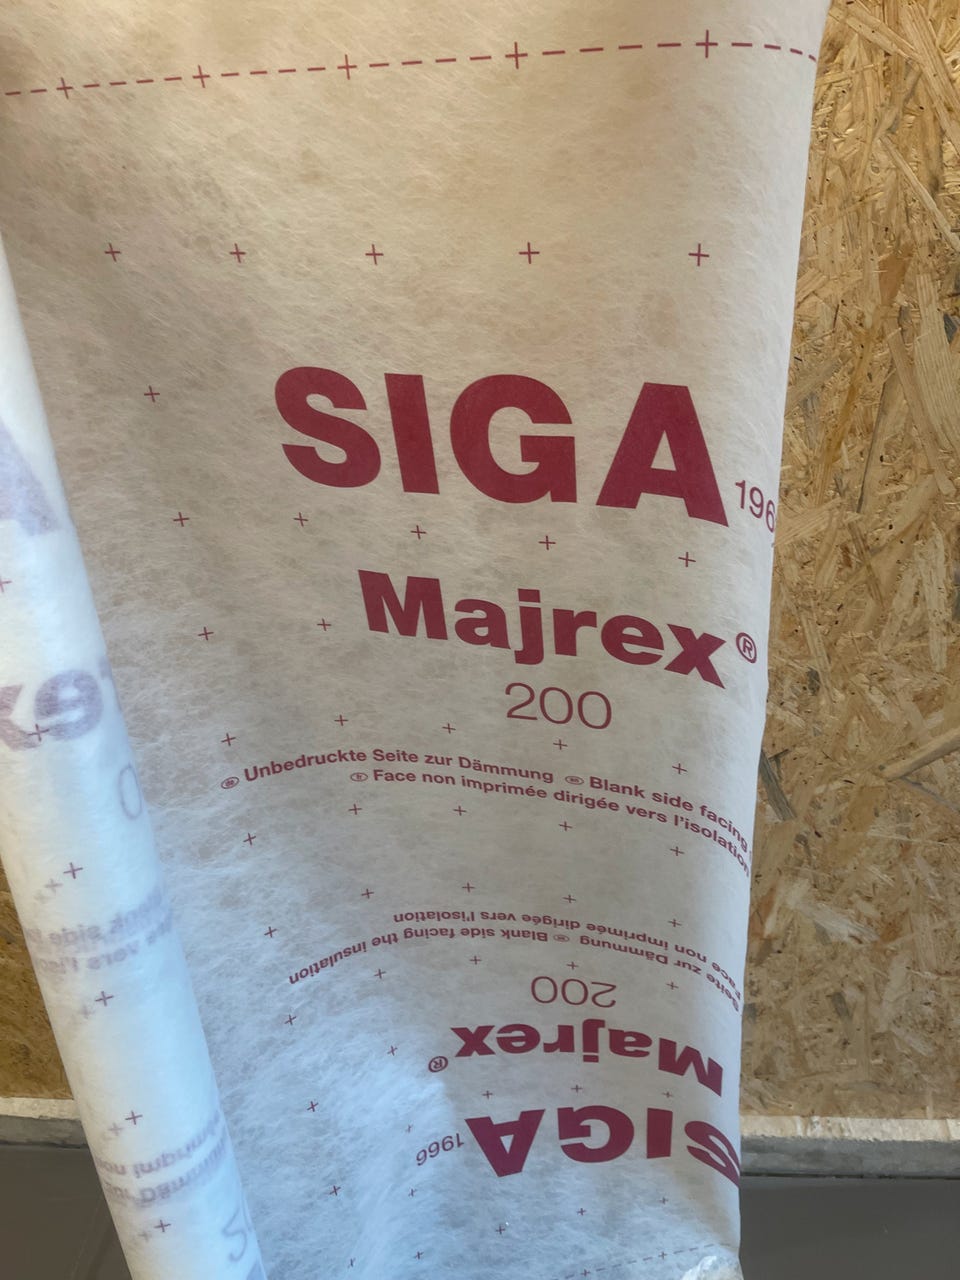 SIGA 196
Majrex®
200
Unbedruckte Seite zur Dämmung Blank side facing
Face non imprimée dirigée vers l'isolation
non imprimée dirigée vers l'isolation
Face
Seite zur Dämmung Blank side facing the insulation
200
Majrex®
SIGA 1966